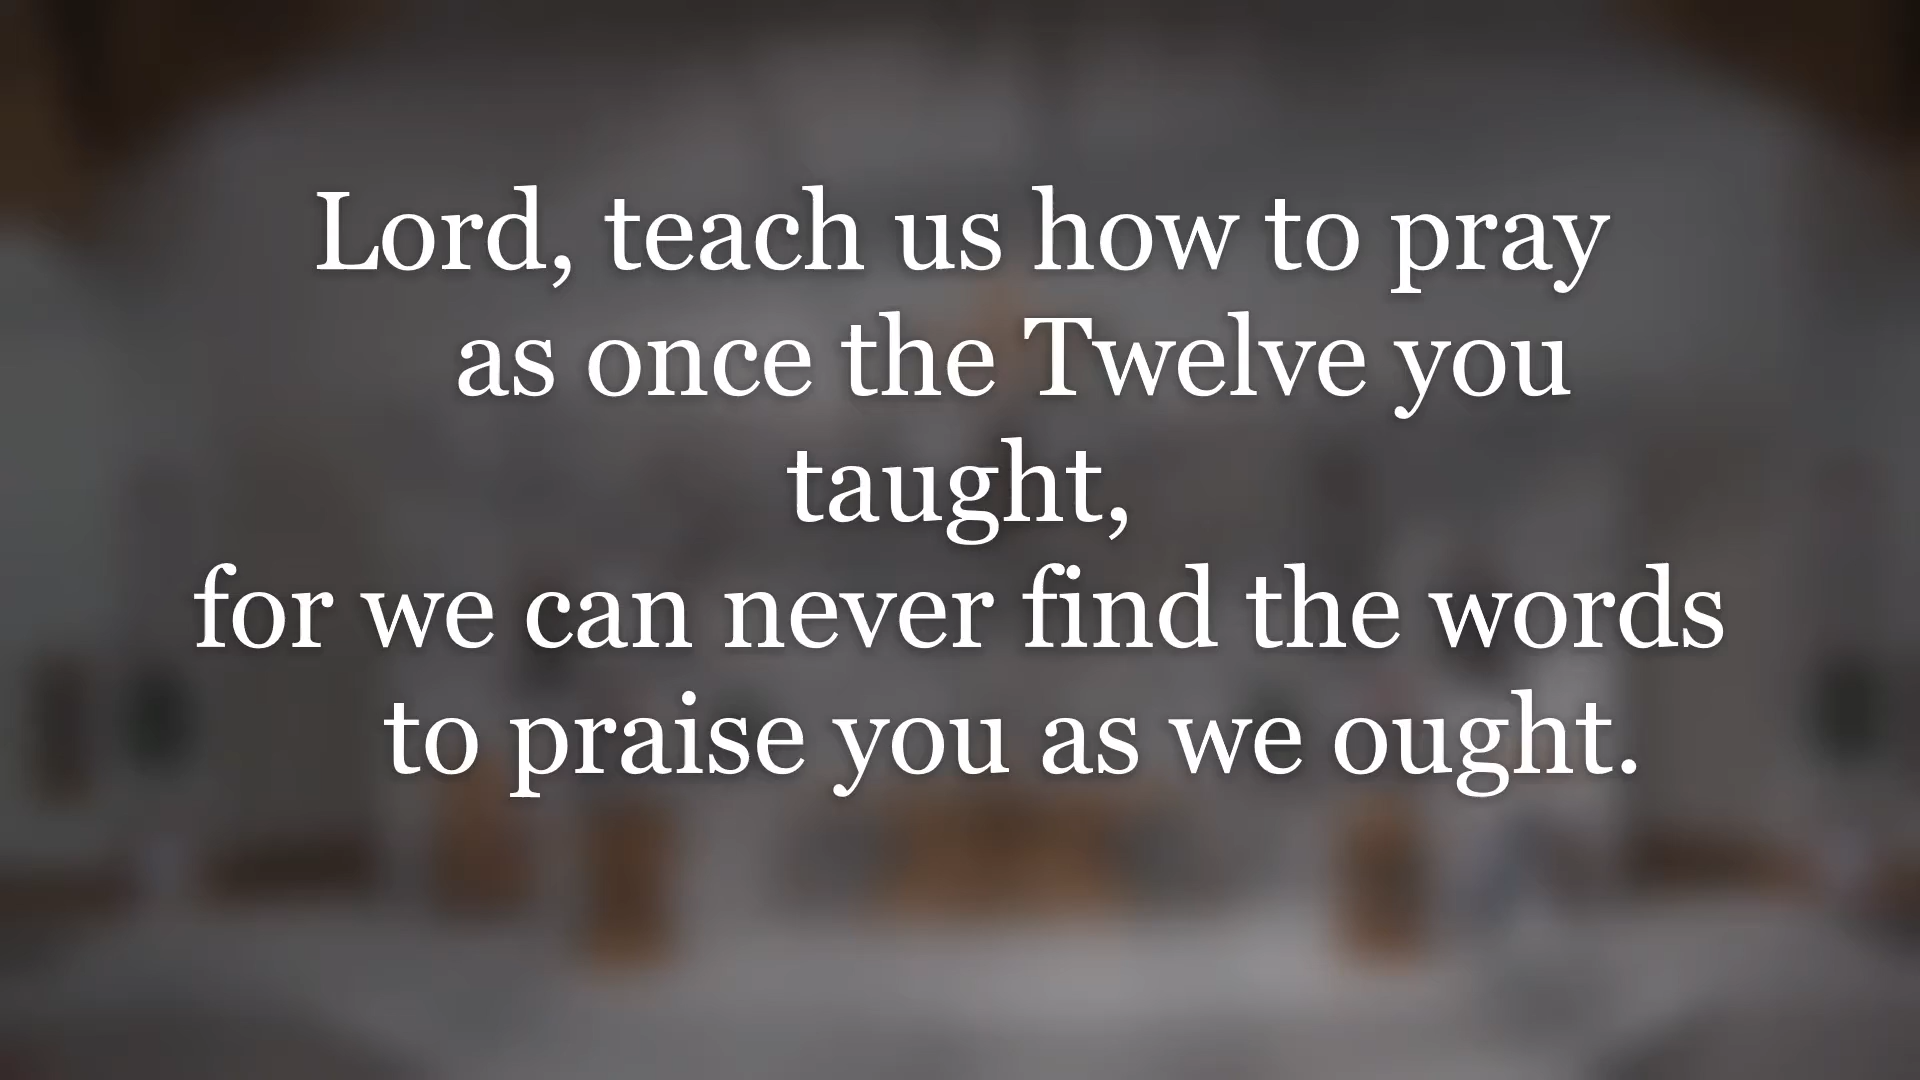 Lord, teach us how to pray
as once the Twelve you
taught,
for we can never find the words
to praise you as we ought.